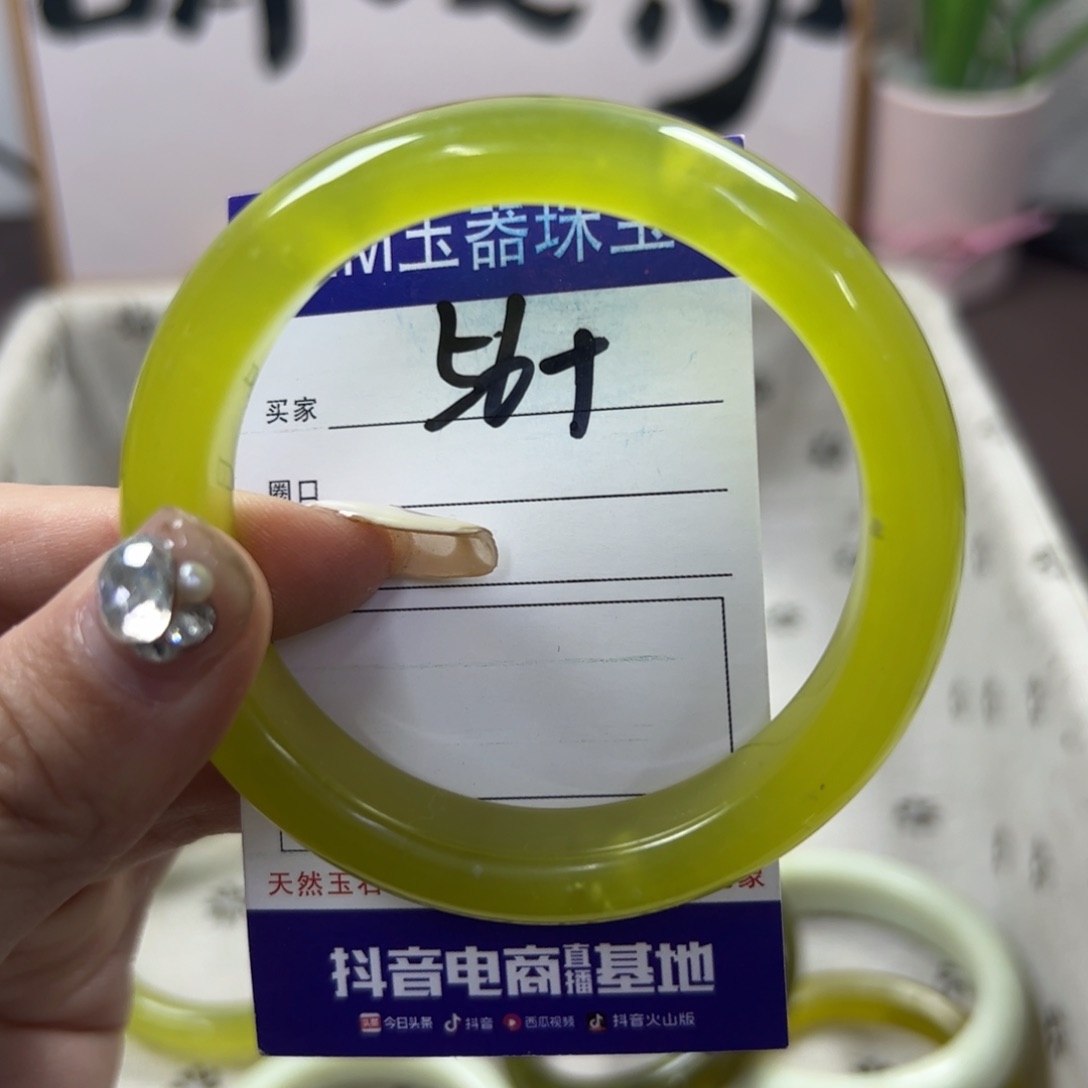 M玉器珠宝
56+
买家
圈口
天然玉石
家
抖音电商直播基地
今日头条 抖音 西瓜视频 抖音火山版